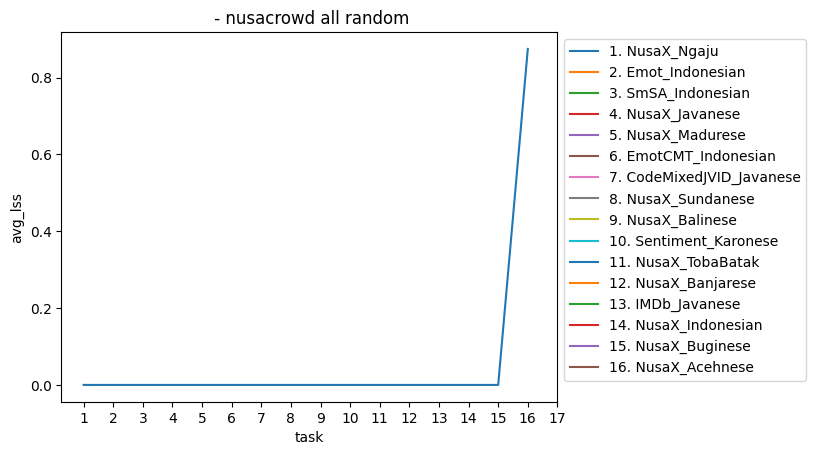 - nusacrowd all random
avg_lss
0.8
0.6
0.4
0.2
0.0
1 2 3 4 5 6 7 8 9 10 11 12 13 14 15 16 17
task
1. NusaX_Ngaju
2. Emot_Indonesian
3. SmSA_Indonesian
4. NusaX_Javanese
5. NusaX_Madurese
6. EmotCMT_Indonesian
7. CodeMixedJVID_Javanese
8. NusaX_Sundanese
9. NusaX_Balinese
10. Sentiment_Karonese
11. NusaX_TobaBatak
12. NusaX_Banjarese
13. IMDb_Javanese
14. NusaX_Indonesian
15. NusaX_Buginese
16. NusaX_Acehnese